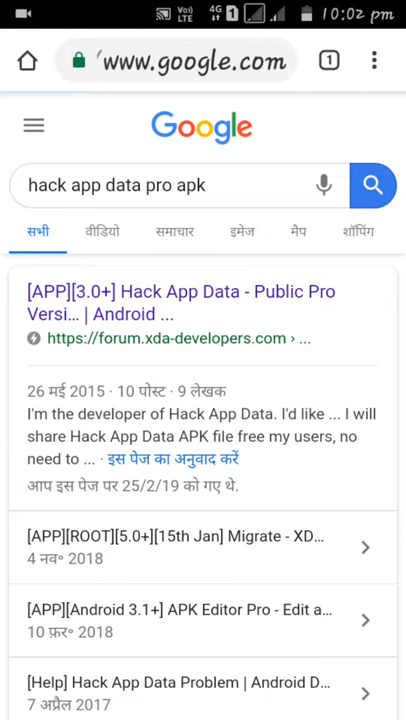 Vo))
LTE
4G
1
10:02 pm
www.google.com
1
Google
hack app data pro apk
सभी वीडियो समाचार इमेज मैप शॉपिंग
[APP][3.0+] Hack App Data - Public Pro
Versi... | Android ...
https://forum.xda-developers.com › ...
26 मई 2015 · 10 पोस्ट · 9 लेखक
I'm the developer of Hack App Data. I'd like ... I will
share Hack App Data APK file free my users, no
need to ... · इस पेज का अनुवाद करें
आप इस पेज पर 25/2/19 को गए थे.
[APP][ROOT][5.0+][15th Jan] Migrate - XD...
4 नव॰ 2018
[APP][Android 3.1+] APK Editor Pro - Edit a...
10 फ़र॰ 2018
[Help] Hack App Data Problem | Android D...
7 अप्रैल 2017